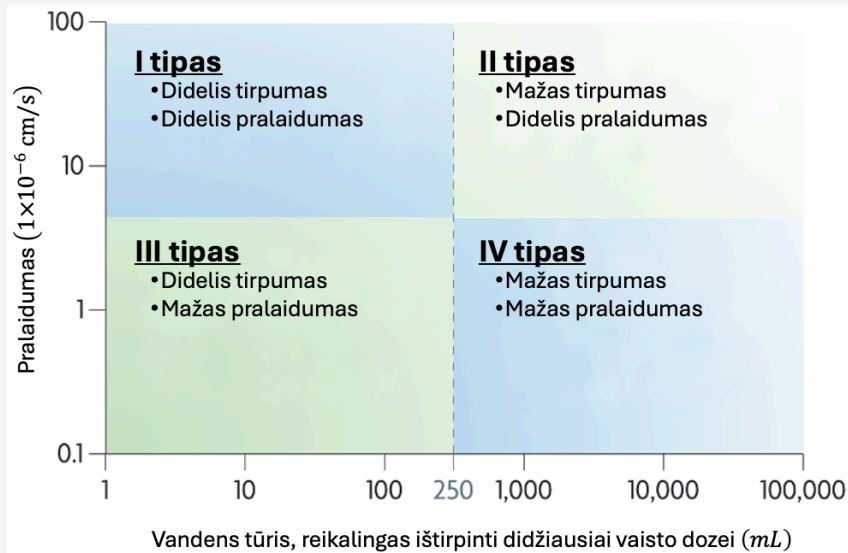 100
I tipas
•Didelis tirpumas
•Didelis pralaidumas
II tipas
•Mažas tirpumas
•Didelis pralaidumas
10
III tipas
•Didelis tirpumas
•Mažas pralaidumas
IV tipas
•Mažas tirpumas
•Mažas pralaidumas
1
0.1
Pralaidumas (1×10⁻⁶ cm/s)
1 10 100 250 1,000 10,000 100,000
Vandens tūris, reikalingas ištirpinti didžiausiai vaisto dozei (mL)